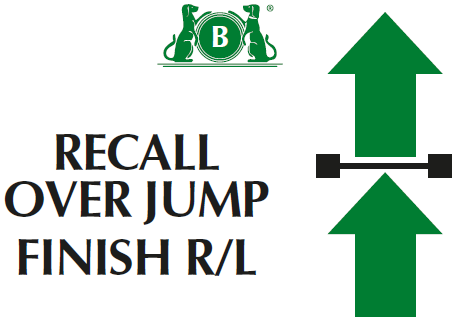 B ®
RECALL
OVER JUMP
FINISH R/L